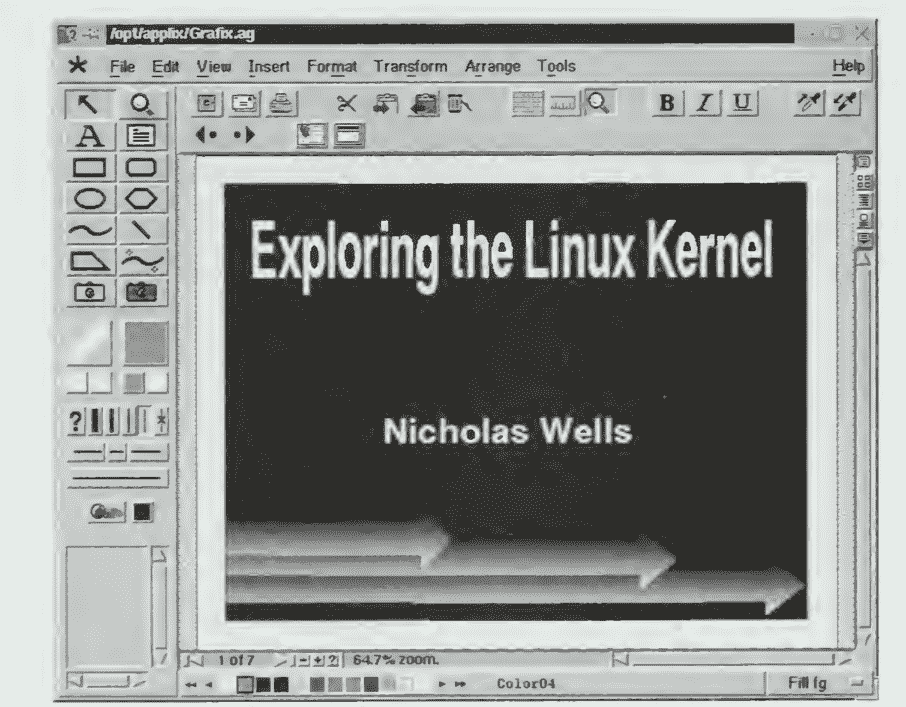 /opt/applix/Grafix.ag
File Edit View Insert Format Transform Arrange Tools Help
B I U
A
Exploring the Linux Kernel
Nicholas Wells
?
1 of 7 64.7% zoom.
Color04 Fill fg